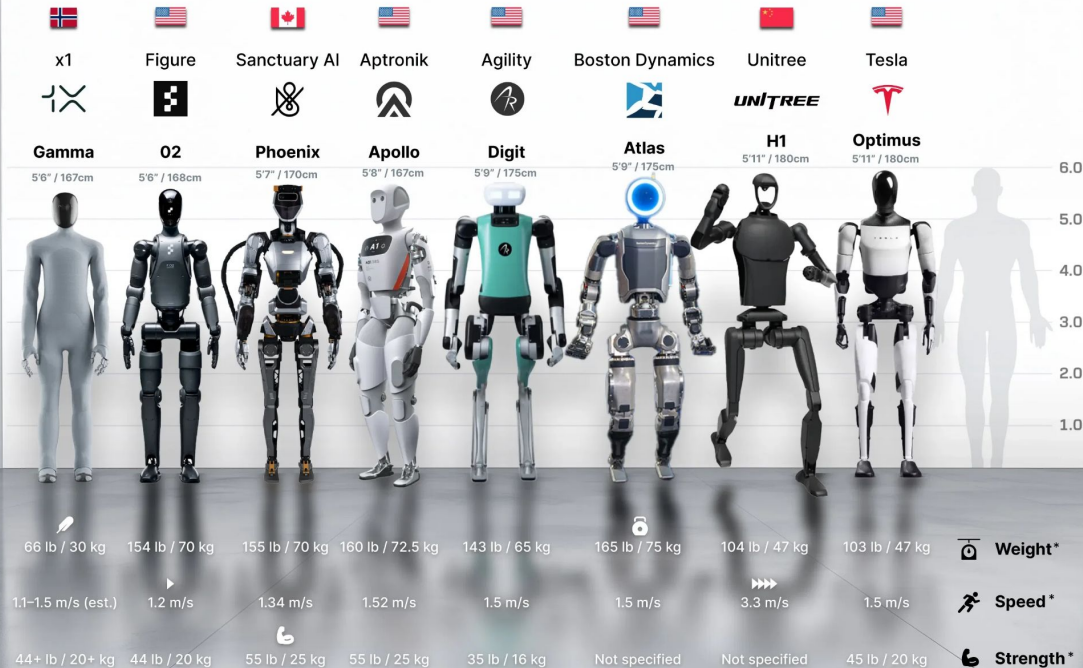 x1
Figure
Sanctuary AI
Aptronik
Agility
Boston Dynamics
Unitree
Tesla
UNITREE
Gamma
02
Phoenix
Apollo
Digit
Atlas
H1
Optimus
5'6" / 167cm
5'6" / 168cm
5'7" / 170cm
5'8" / 167cm
5'9" / 175cm
5'9" / 175cm
5'11" / 180cm
5'11" / 180cm
6.0
5.0
4.0
3.0
2.0
1.0
A1
TESLA
66 lb / 30 kg
154 lb / 70 kg
155 lb / 70 kg
160 lb / 72.5 kg
143 lb / 65 kg
165 lb / 75 kg
104 lb / 47 kg
103 lb / 47 kg
Weight*
1.1–1.5 m/s (est.)
1.2 m/s
1.34 m/s
1.52 m/s
1.5 m/s
1.5 m/s
3.3 m/s
1.5 m/s
Speed*
44+ lb / 20+ kg
44 lb / 20 kg
55 lb / 25 kg
55 lb / 25 kg
35 lb / 16 kg
Not specified
Not specified
45 lb / 20 kg
Strength*